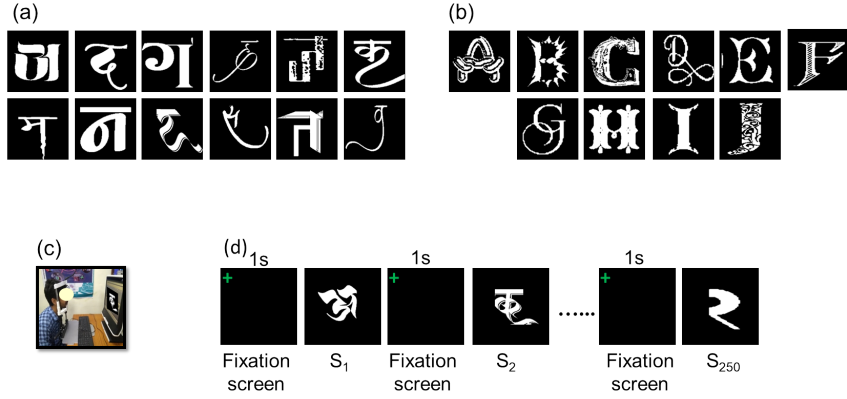 (a) (b)
द ग क A B C R E F
म न स त व G H I J
(c) (d)
1s 1s 1s
+ + +
क ....... र
Fixation screen S₁ Fixation screen S₂ Fixation screen S₂₅₀